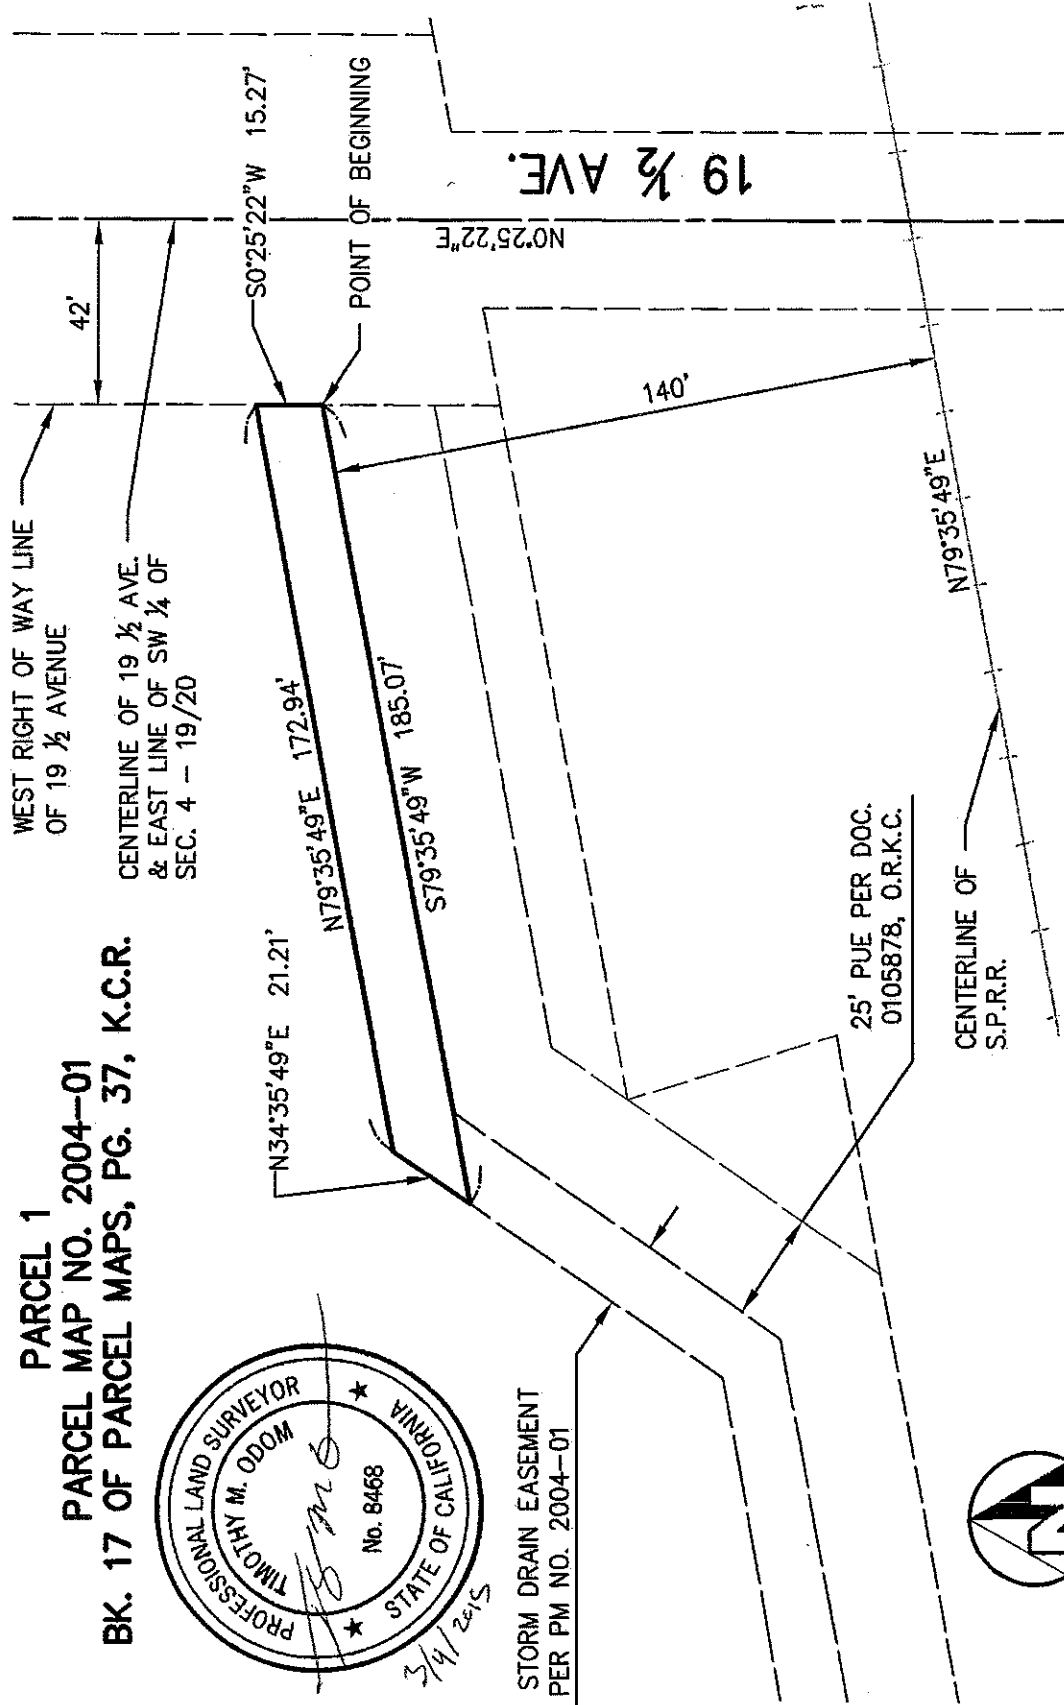 PARCEL 1
PARCEL MAP NO. 2004-01
BK. 17 OF PARCEL MAPS, PG. 37, K.C.R.
WEST RIGHT OF WAY LINE
OF 19 ½ AVENUE
CENTERLINE OF 19 ½ AVE.
& EAST LINE OF SW ¼ OF
SEC. 4 - 19/20
42'
S0°25'22"W 15.27'
POINT OF BEGINNING
N0°25'22"E
19 ½ AVE.
N34°35'49"E 21.21'
N79°35'49"E 172.94'
S79°35'49"W 185.07'
140'
N79°35'49"E
25' PUE PER DOC.
0105878, O.R.K.C.
CENTERLINE OF
S.P.R.R.
STORM DRAIN EASEMENT
PER PM NO. 2004-01
PROFESSIONAL LAND SURVEYOR
TIMOTHY M. ODOM
No. 8468
STATE OF CALIFORNIA
3/4/2015
N